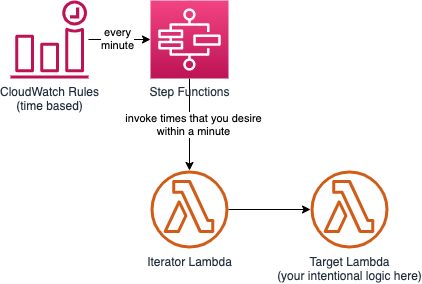 every
minute
CloudWatch Rules
(time based)
Step Functions
invoke times that you desire
within a minute
Iterator Lambda
Target Lambda
(your intentional logic here)